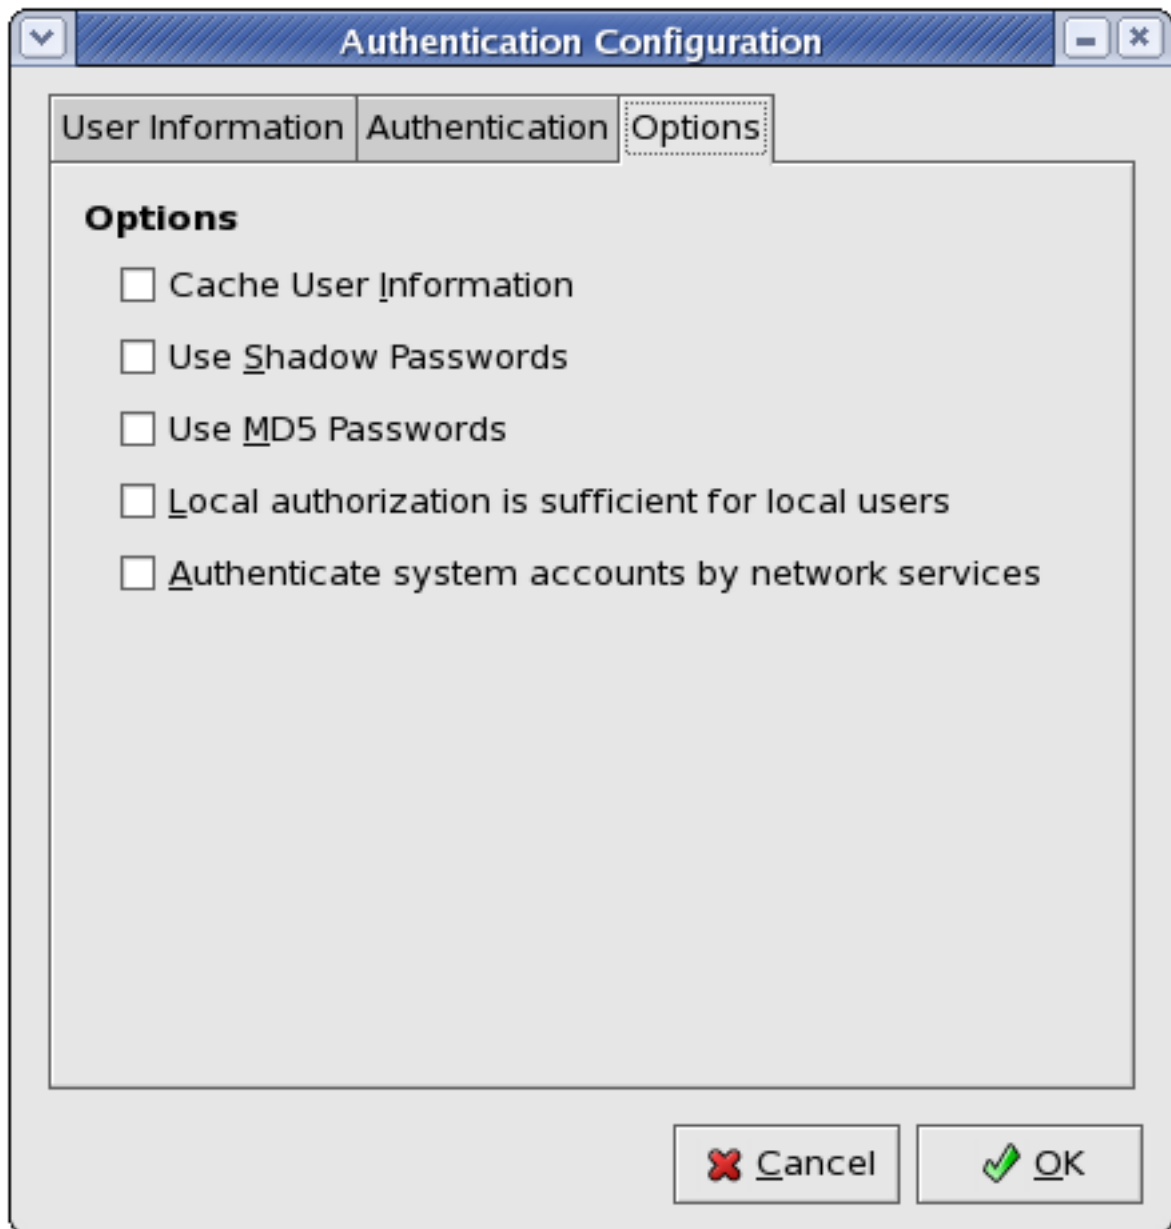 Authentication Configuration
User Information
Authentication
Options
Options
Cache User Information
Use Shadow Passwords
Use MD5 Passwords
Local authorization is sufficient for local users
Authenticate system accounts by network services
Cancel
OK